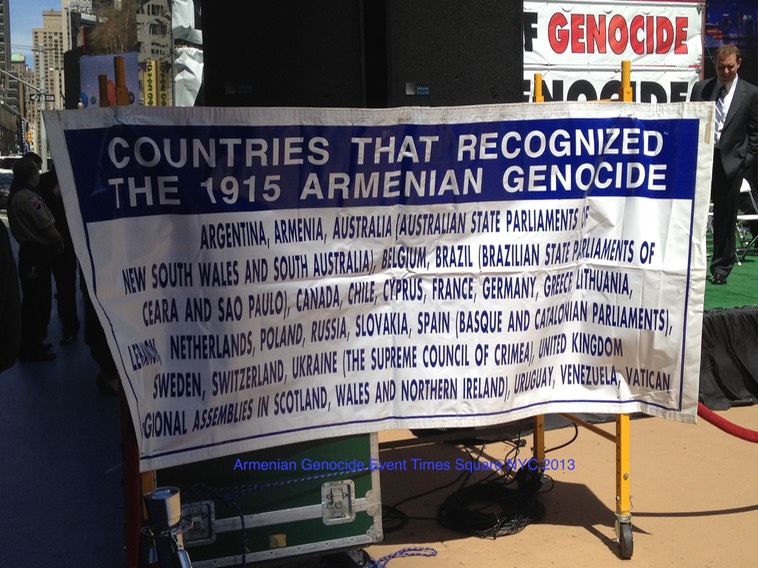 F GENOCIDE
ENOCIDE
COUNTRIES THAT RECOGNIZED
THE 1915 ARMENIAN GENOCIDE
ARGENTINA, ARMENIA, AUSTRALIA (AUSTRALIAN STATE PARLIAMENTS OF
NEW SOUTH WALES AND SOUTH AUSTRALIA), BELGIUM, BRAZIL (BRAZILIAN STATE PARLIAMENTS OF
CEARA AND SAO PAULO), CANADA, CHILE, CYPRUS, FRANCE, GERMANY, GREECE, LITHUANIA,
LEBANON, NETHERLANDS, POLAND, RUSSIA, SLOVAKIA, SPAIN (BASQUE AND CATALONIAN PARLIAMENTS),
SWEDEN, SWITZERLAND, UKRAINE (THE SUPREME COUNCIL OF CRIMEA), UNITED KINGDOM
GIONAL ASSEMBLIES IN SCOTLAND, WALES AND NORTHERN IRELAND), URUGUAY, VENEZUELA, VATICAN
Armenian Genocide Event Times Square NYC 2013